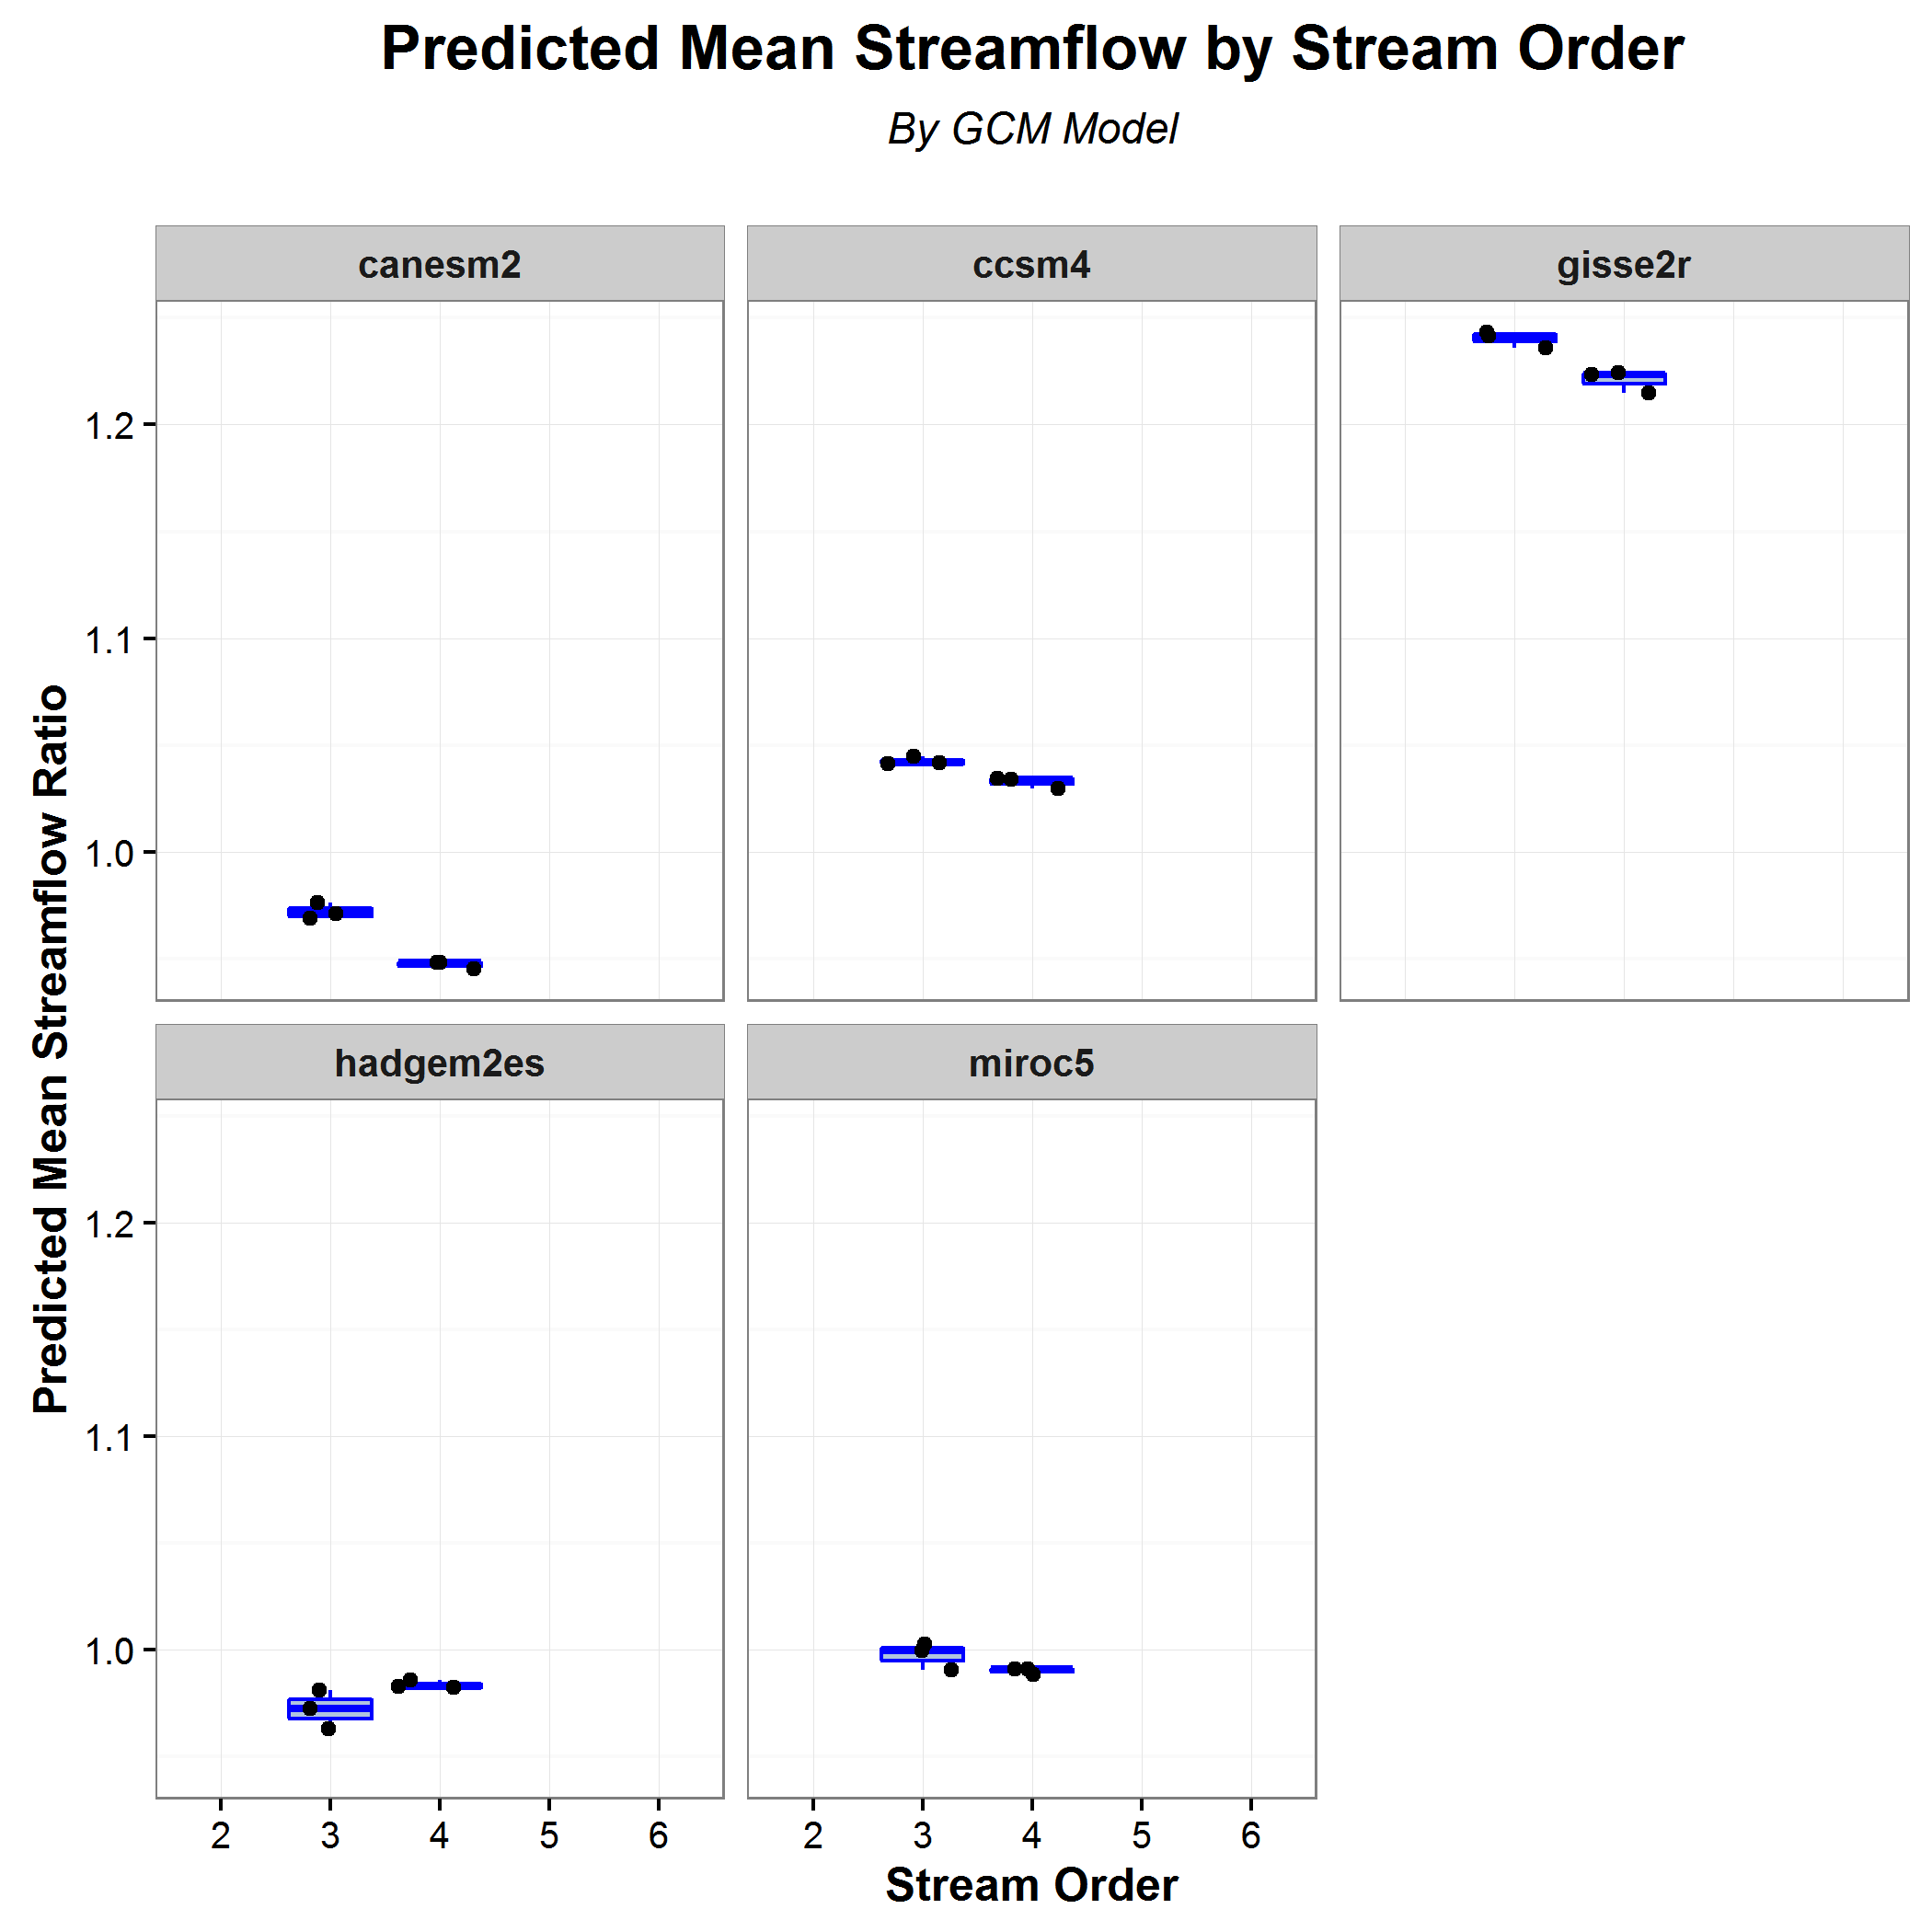 Predicted Mean Streamflow by Stream Order
By GCM Model
canesm2
ccsm4
gisse2r
1.2
1.1
1.0
hadgem2es
miroc5
1.2
1.1
1.0
Predicted Mean Streamflow Ratio
2 3 4 5 6
2 3 4 5 6
Stream Order